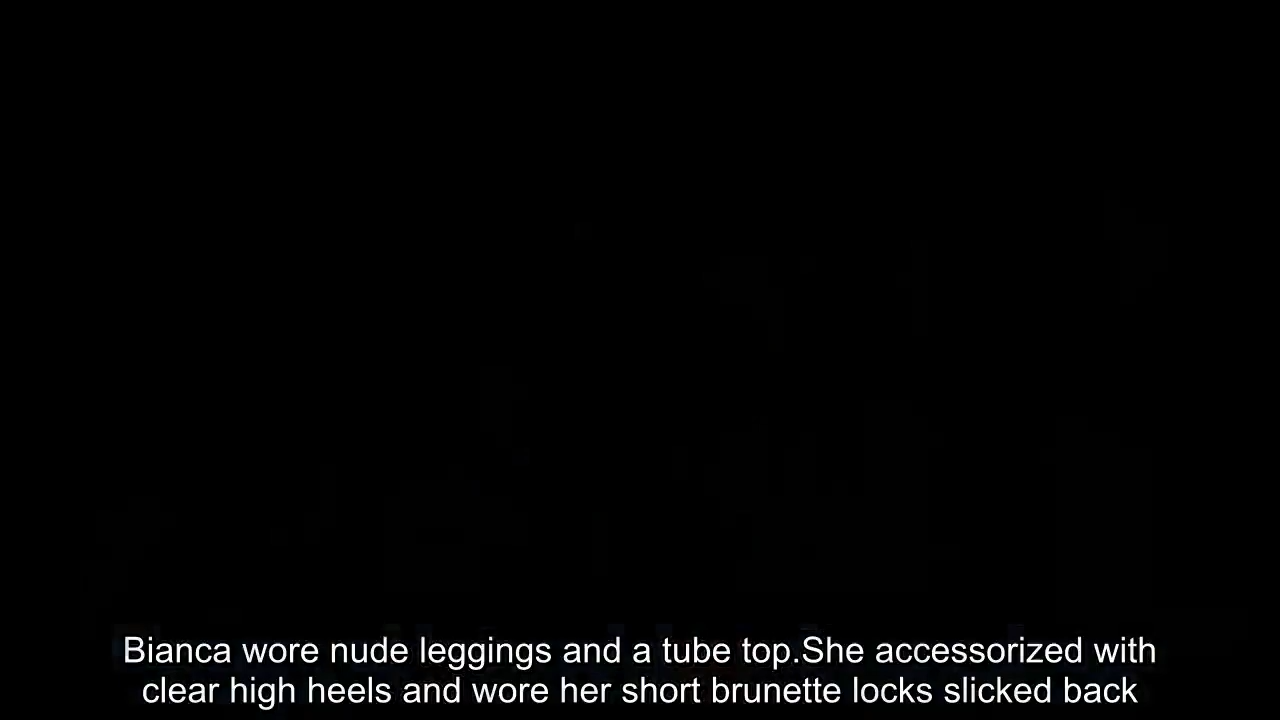 Bianca wore nude leggings and a tube top.She accessorized with
clear high heels and wore her short brunette locks slicked back